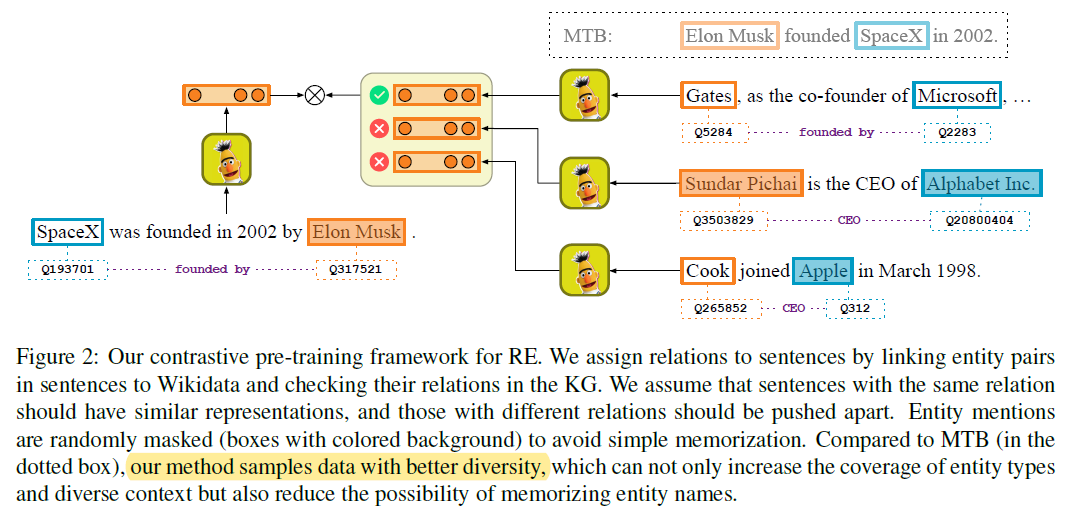 MTB: Elon Musk founded SpaceX in 2002.
Gates, as the co-founder of Microsoft, …
Q5284 founded by Q2283
Sundar Pichai is the CEO of Alphabet Inc.
Q3503829 CEO Q20800404
SpaceX was founded in 2002 by Elon Musk .
Q193701 founded by Q317521
Cook joined Apple in March 1998.
Q265852 CEO Q312
Figure 2: Our contrastive pre-training framework for RE. We assign relations to sentences by linking entity pairs
in sentences to Wikidata and checking their relations in the KG. We assume that sentences with the same relation
should have similar representations, and those with different relations should be pushed apart. Entity mentions
are randomly masked (boxes with colored background) to avoid simple memorization. Compared to MTB (in the
dotted box), our method samples data with better diversity, which can not only increase the coverage of entity types
and diverse context but also reduce the possibility of memorizing entity names.